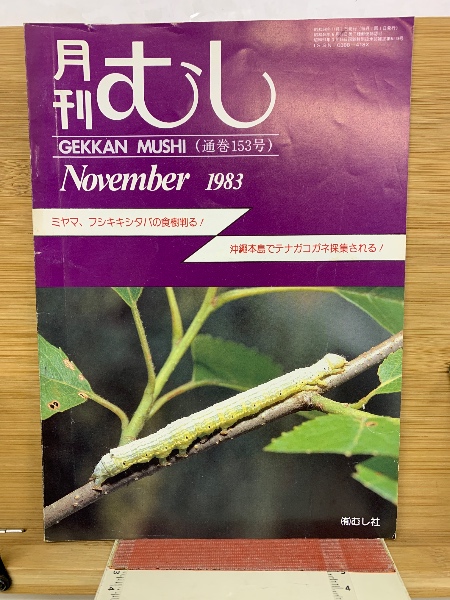 月刊むし
GEKKAN MUSHI (通巻153号)
November 1983
ミヤマ、フシキキシタバの食樹判る!
沖縄本島でテナガコガネ採集される!
㈲むし社